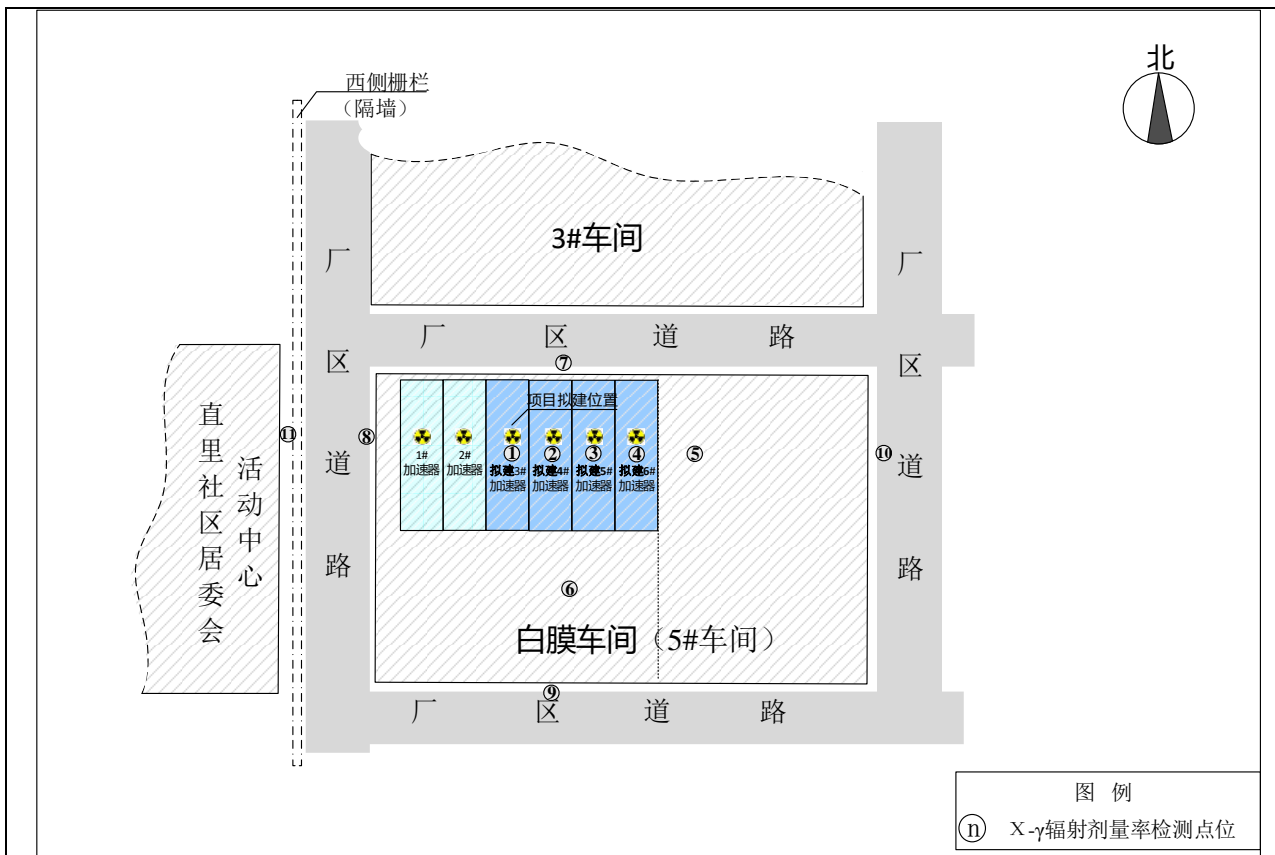 北
西侧栅栏
（隔墙）
3#车间
厂区道路
厂区道路
厂区道路
⑦
项目拟建位置
直里社区居委会
活动中心
⑪
⑧
1#
加速器
2#
加速器
①
拟建3#
加速器
②
拟建4#
加速器
③
拟建5#
加速器
④
拟建6#
加速器
⑤
⑩
⑥
白膜车间（5#车间）
⑨
厂区道路
图 例
ⓝ X-γ辐射剂量率检测点位